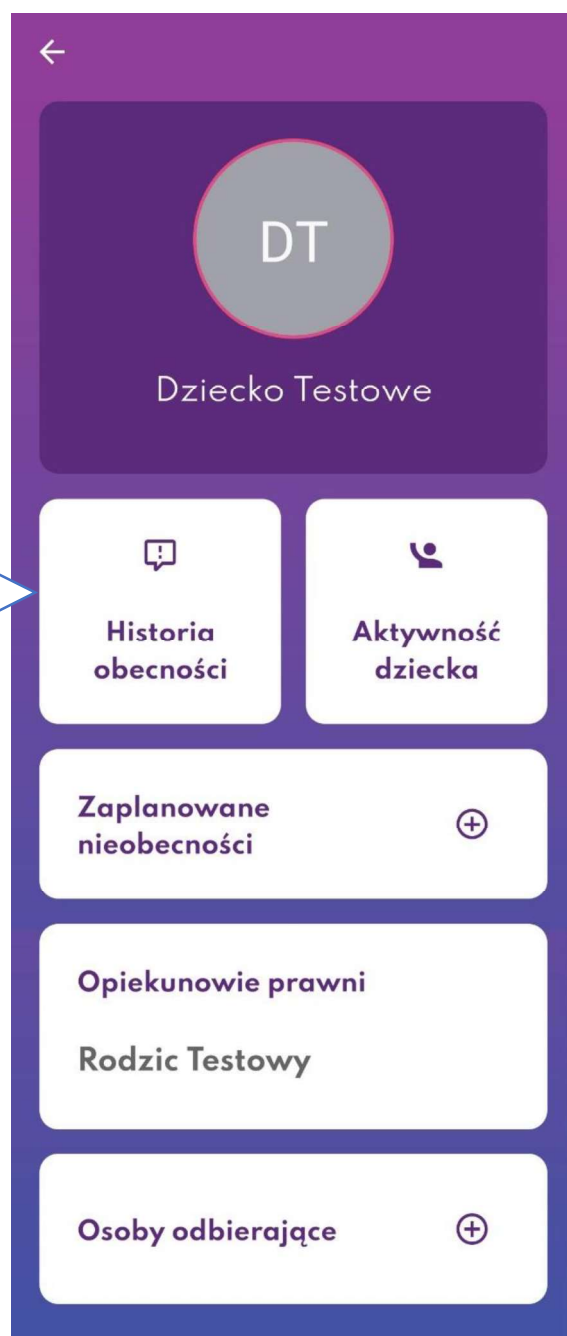 DT
Dziecko Testowe
Historia
obecności
Aktywność
dziecka
Zaplanowane
nieobecności
Opiekunowie prawni
Rodzic Testowy
Osoby odbierające